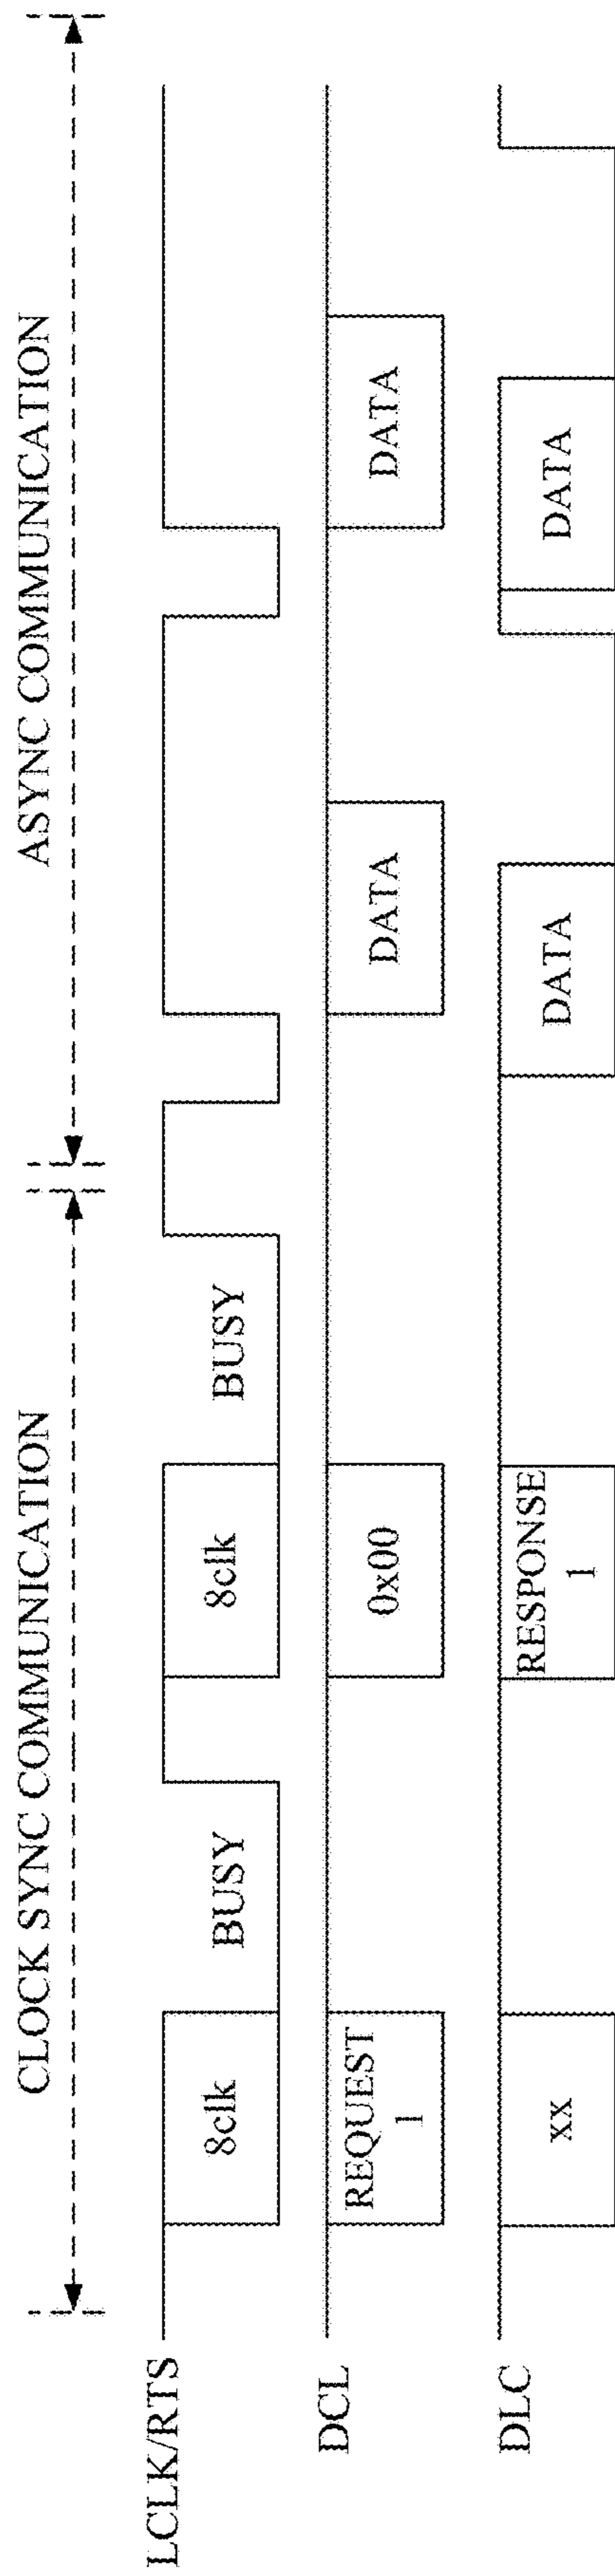 CLOCK SYNC COMMUNICATION
ASYNC COMMUNICATION
LCLK/RTS
8clk
BUSY
8clk
BUSY
DCL
REQUEST
1
0x00
DATA
DATA
DLC
xx
RESPONSE
1
DATA
DATA